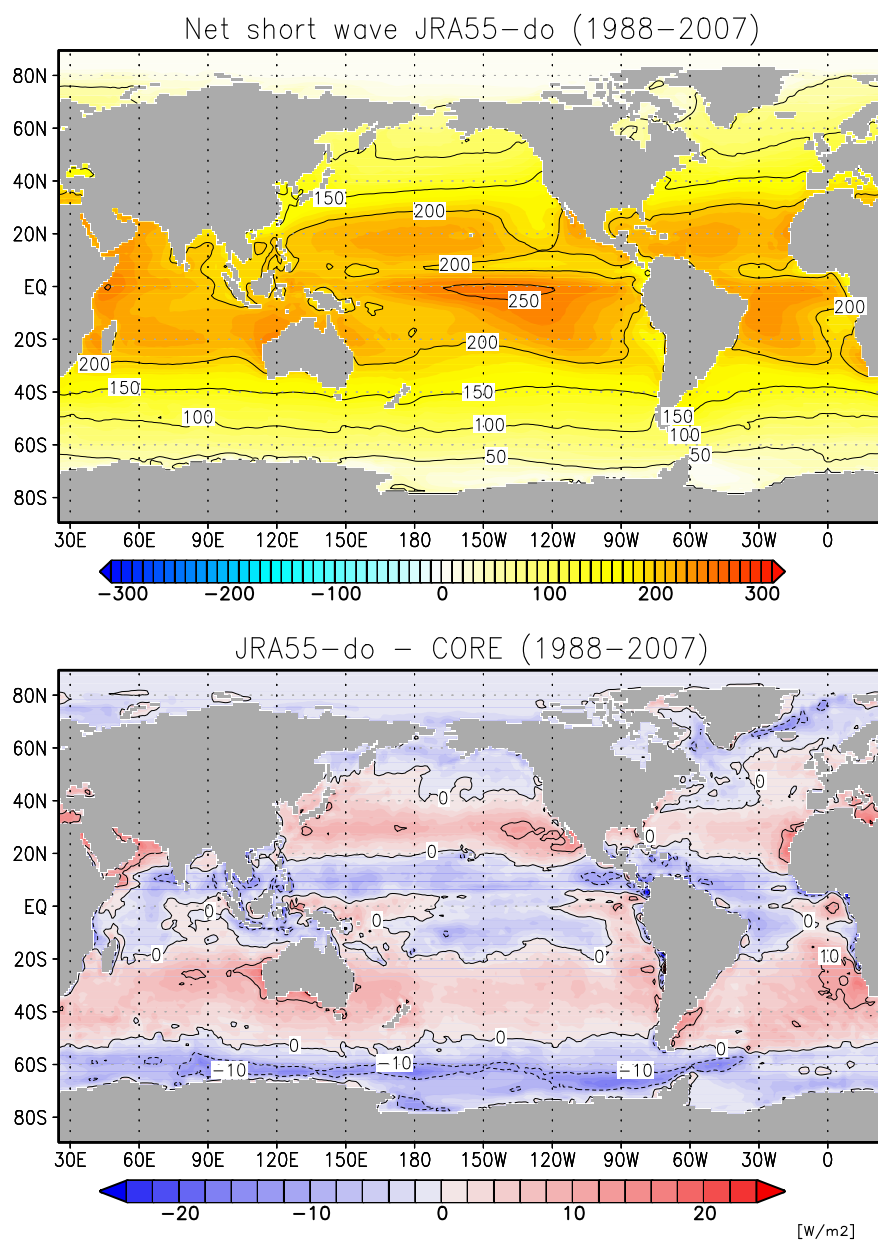 Net short wave JRA55-do (1988-2007)
80N
60N
40N
150
200
20N
200
EQ
250
200
20S
200
200
40S
150
150
150
100
100
100
60S
50
50
80S
30E 60E 90E 120E 150E 180 150W 120W 90W 60W 30W 0
-300 -200 -100 0 100 200 300
JRA55-do - CORE (1988-2007)
80N
60N
0
0
40N
0
20N
0
0
EQ
0
0
0
0
0
10
20S
40S
0
0
0
60S
-10
-10
-10
80S
30E 60E 90E 120E 150E 180 150W 120W 90W 60W 30W 0
-20 -10 0 10 20
[W/m2]